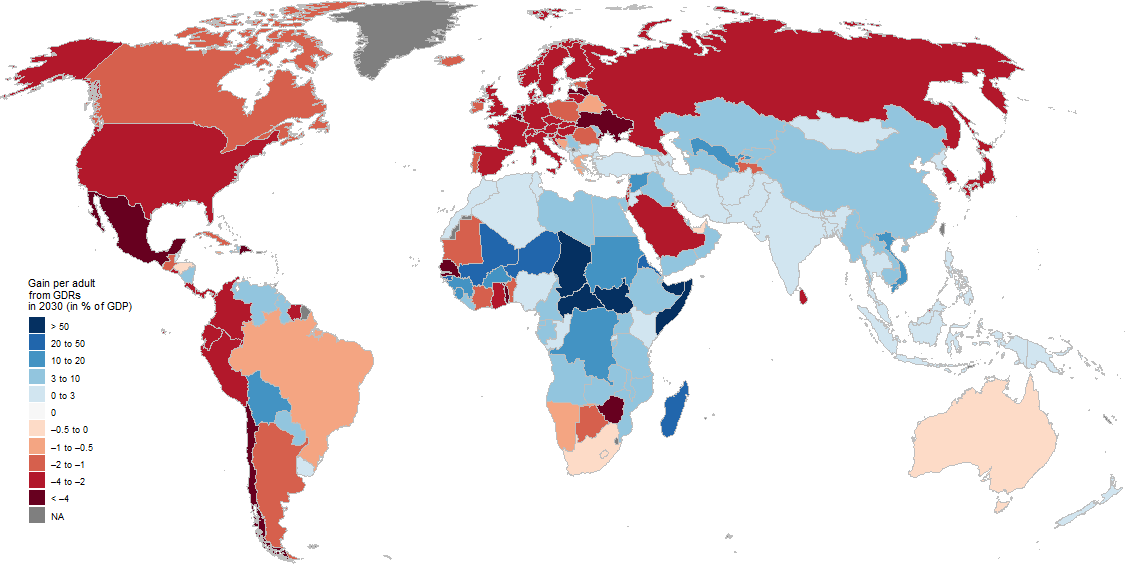 Gain per adult
from GDRs
in 2030 (in % of GDP)
> 50
20 to 50
10 to 20
3 to 10
0 to 3
0
–0.5 to 0
–1 to –0.5
–2 to –1
–4 to –2
< –4
NA